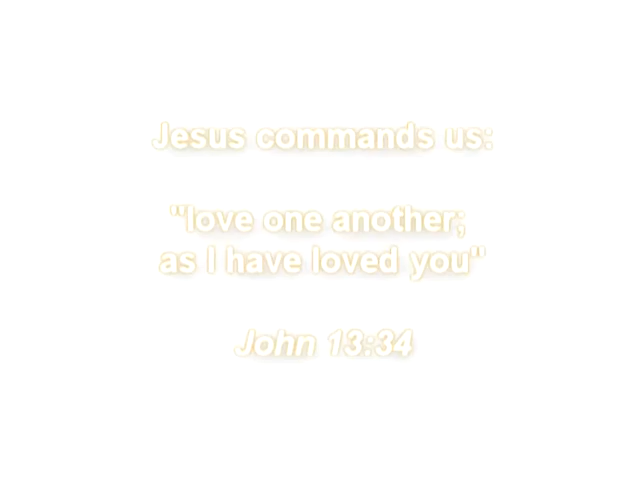 Jesus commands us:
"love one another;
as I have loved you"
John 13:34